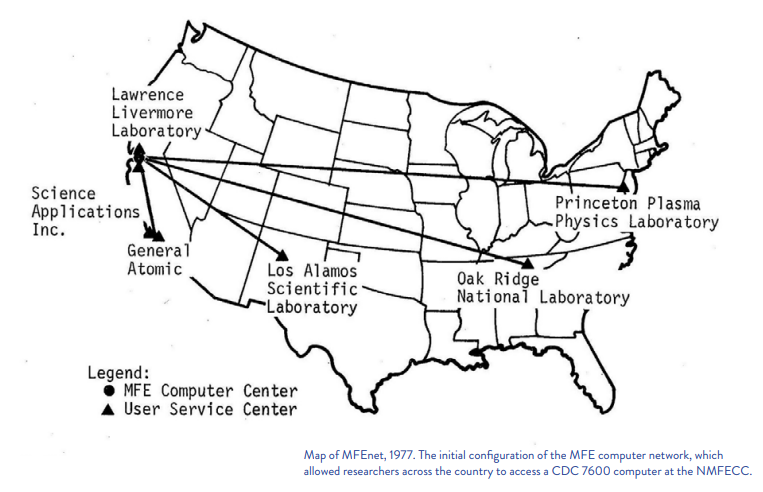 Lawrence
Livermore
Laboratory
Science
Applications
Inc.
General
Atomic
Los Alamos
Scientific
Laboratory
Oak Ridge
National Laboratory
Princeton Plasma
Physics Laboratory
Legend:
MFE Computer Center
User Service Center
Map of MFEnet, 1977. The initial configuration of the MFE computer network, which
allowed researchers across the country to access a CDC 7600 computer at the NMFECC.